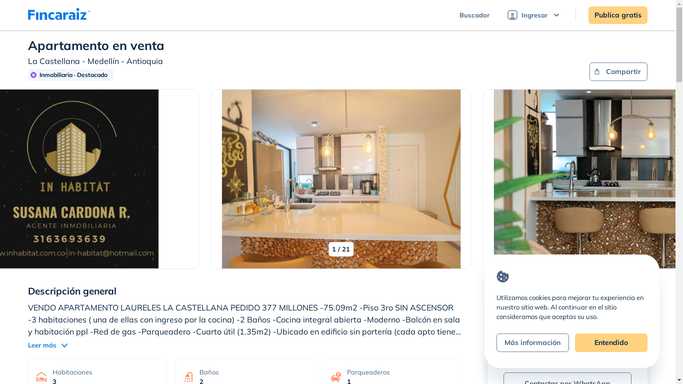 Fincaraiz
Buscador
Ingresar
Publica gratis
Apartamento en venta
La Castellana - Medellín - Antioquia
Inmobiliaria · Destacado
Compartir
IN HABITAT
SUSANA CARDONA R.
AGENTE INMOBILIARIA
3163693639
www.inhabitat.com.co|in-habitat@hotmail.com
1 / 21
Descripción general
VENDO APARTAMENTO LAURELES LA CASTELLANA PEDIDO 377 MILLONES -75.09m2 -Piso 3ro SIN ASCENSOR
-3 habitaciones ( una de ellas con ingreso por la cocina) -2 Baños -Cocina integral abierta -Moderno -Balcón en sala
y habitación ppl -Red de gas -Parqueadero -Cuarto útil (1,35m2) -Ubicado en edificio sin portería (cada apto tiene...
Leer más
Habitaciones
3
Baños
2
Parqueaderos
1
Utilizamos cookies para mejorar tu experiencia en
nuestro sitio web. Al continuar en el sitio
consideramos que aceptas su uso.
Más información
Entendido
Contactar por WhatsApp